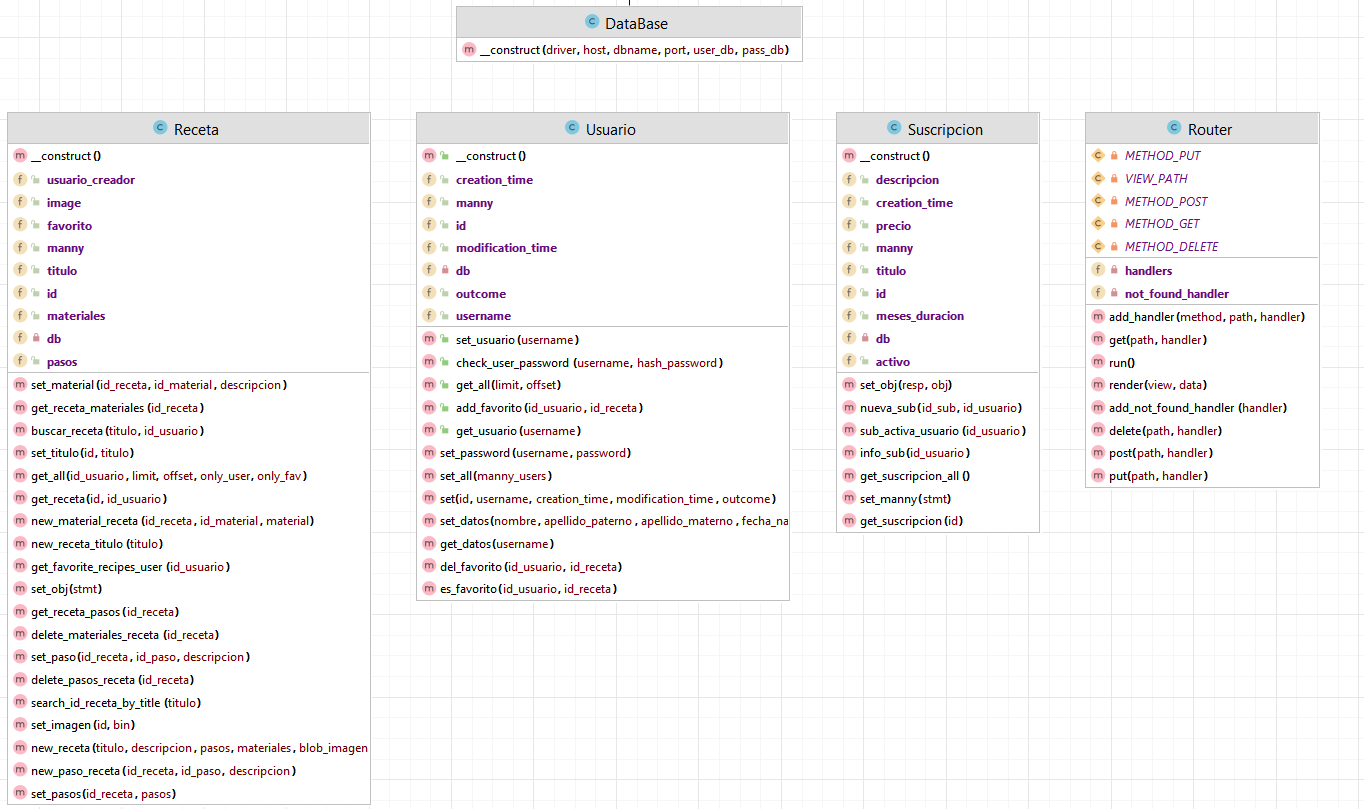 DataBase
__construct(driver, host, dbname, port, user_db, pass_db)
Receta
__construct()
usuario_creador
image
favorito
manny
titulo
id
materiales
db
pasos
set_material(id_receta, id_material, descripcion)
get_receta_materiales (id_receta)
buscar_receta(titulo, id_usuario)
set_titulo(id, titulo)
get_all(id_usuario, limit, offset, only_user, only_fav)
get_receta(id, id_usuario)
new_material_receta (id_receta, id_material, material)
new_receta_titulo (titulo)
get_favorite_recipes_user (id_usuario)
set_obj(stmt)
get_receta_pasos(id_receta)
delete_materiales_receta (id_receta)
set_paso(id_receta, id_paso, descripcion)
delete_pasos_receta (id_receta)
search_id_receta_by_title (titulo)
set_imagen(id, bin)
new_receta(titulo, descripcion, pasos, materiales, blob_imagen
new_paso_receta(id_receta, id_paso, descripcion)
set_pasos(id_receta, pasos)
Usuario
__construct()
creation_time
manny
id
modification_time
db
outcome
username
set_usuario(username)
check_user_password (username, hash_password)
get_all(limit, offset)
add_favorito(id_usuario, id_receta)
get_usuario(username)
set_password(username, password)
set_all(manny_users)
set(id, username, creation_time, modification_time, outcome)
set_datos(nombre, apellido_paterno, apellido_materno, fecha_na
get_datos(username)
del_favorito(id_usuario, id_receta)
es_favorito(id_usuario, id_receta)
Suscripcion
__construct()
descripcion
creation_time
precio
manny
titulo
id
meses_duracion
db
activo
set_obj(resp, obj)
nueva_sub(id_sub, id_usuario)
sub_activa_usuario (id_usuario)
info_sub(id_usuario)
get_suscripcion_all ()
set_manny(stmt)
get_suscripcion(id)
Router
METHOD_PUT
VIEW_PATH
METHOD_POST
METHOD_GET
METHOD_DELETE
handlers
not_found_handler
add_handler(method, path, handler)
get(path, handler)
run()
render(view, data)
add_not_found_handler (handler)
delete(path, handler)
post(path, handler)
put(path, handler)